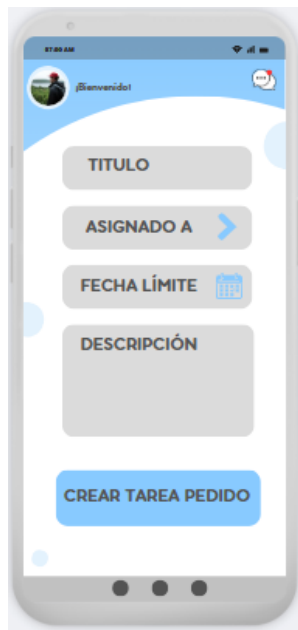 07:00 AM
¡Bienvenido!
TITULO
ASIGNADO A
FECHA LÍMITE
DESCRIPCIÓN
CREAR TAREA PEDIDO